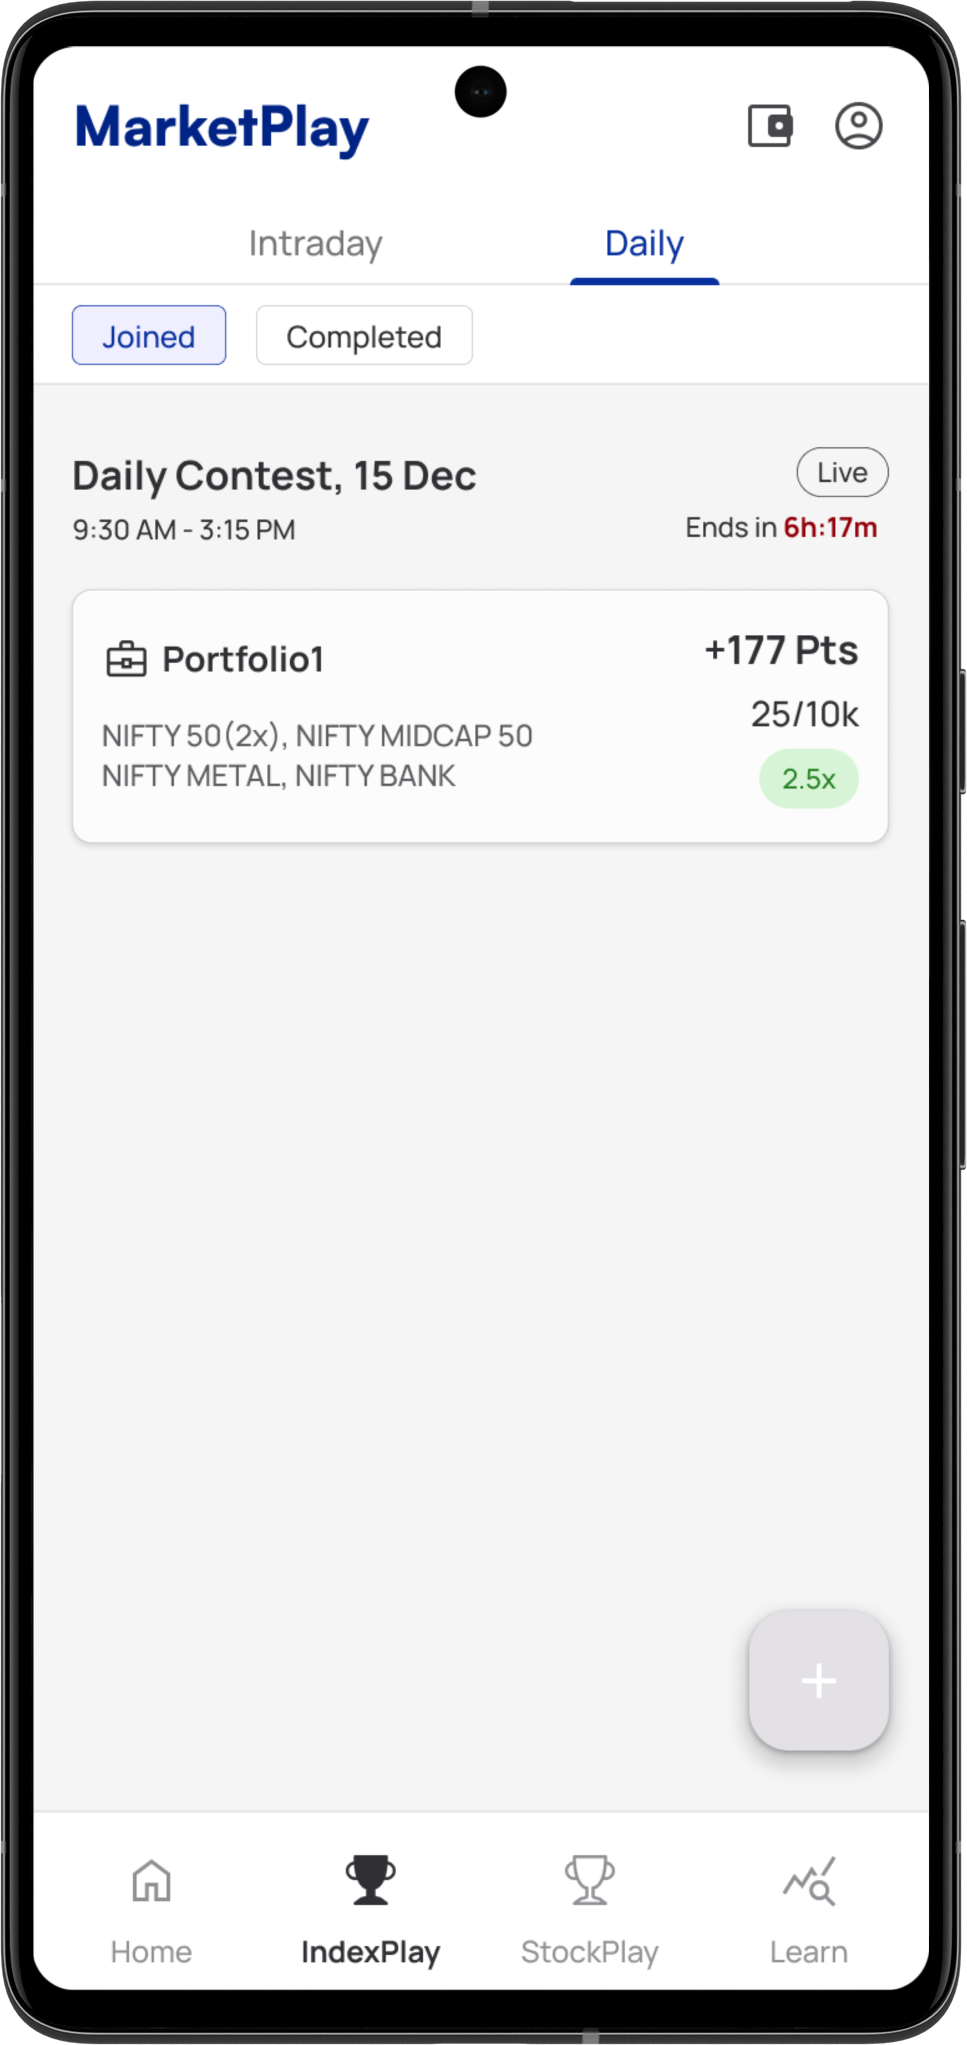 MarketPlay
Intraday
Daily
Joined
Completed
Daily Contest, 15 Dec
Live
9:30 AM - 3:15 PM
Ends in 6h:17m
Portfolio1
+177 Pts
25/10k
NIFTY 50(2x), NIFTY MIDCAP 50
NIFTY METAL, NIFTY BANK
2.5x
Home
IndexPlay
StockPlay
Learn